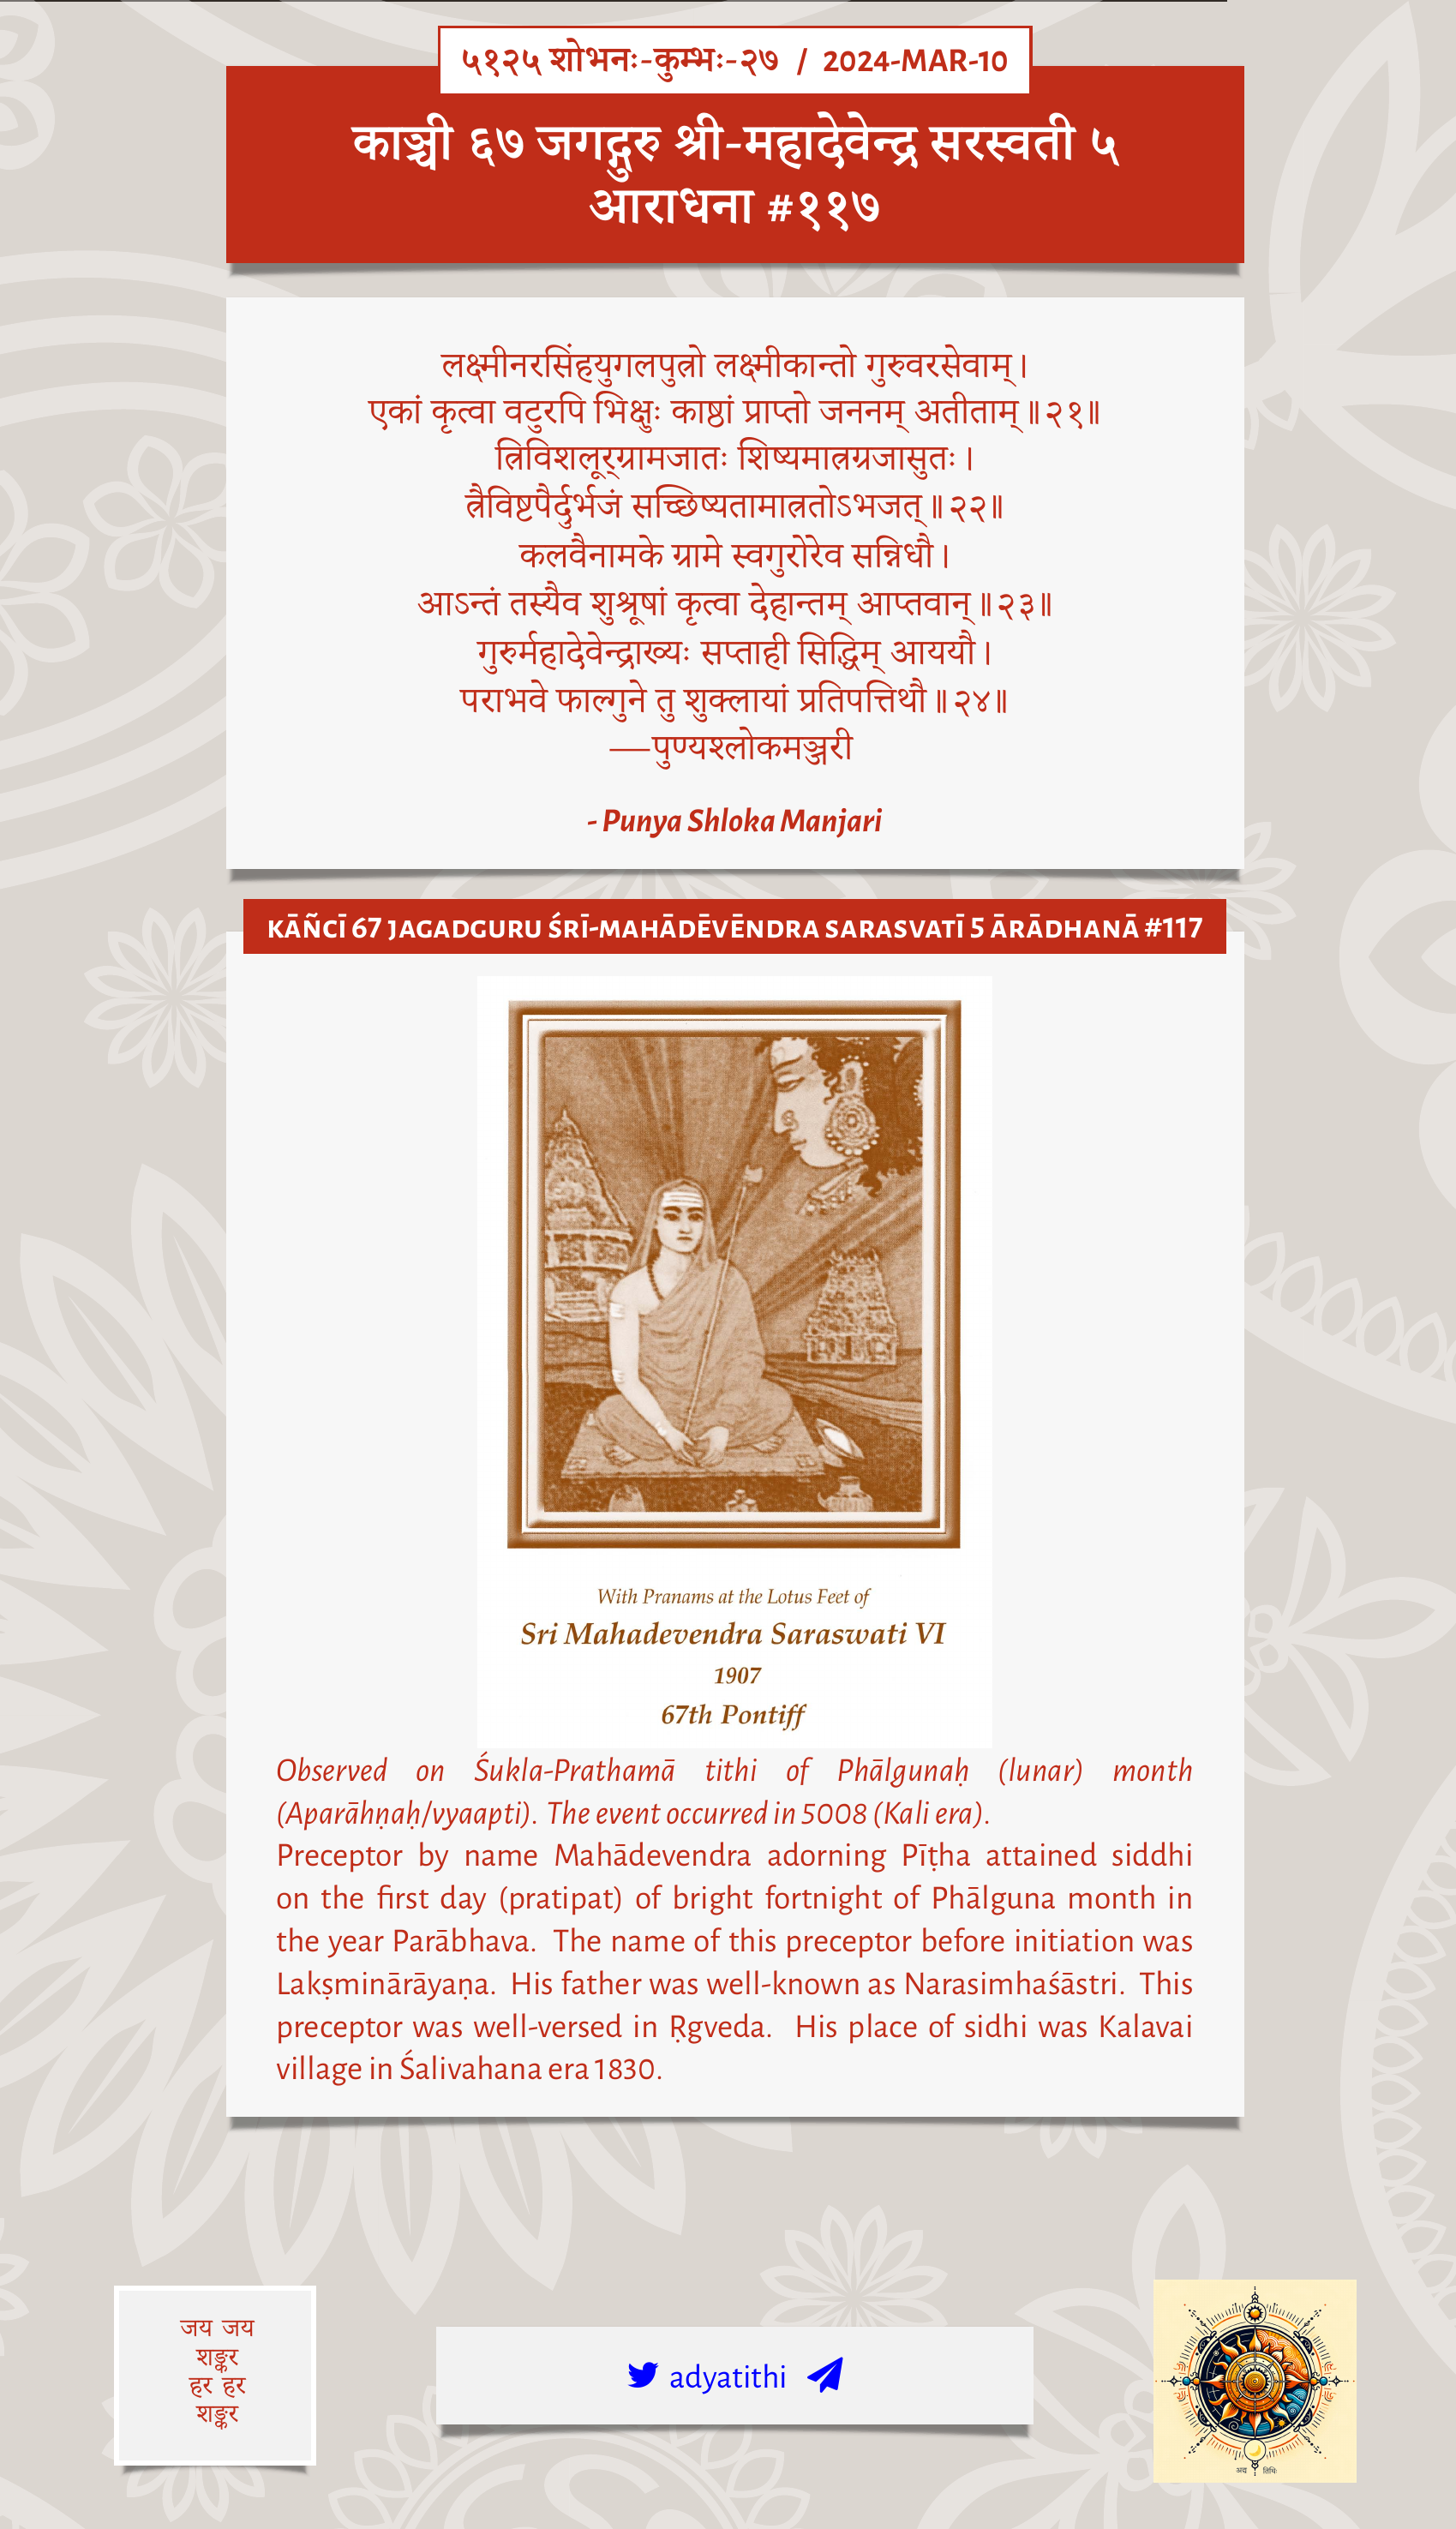 ५१२५ शोभनः-कुम्भः-२७ / 2024-MAR-10
काञ्ची ६७ जगद्गुरु श्री-महादेवेन्द्र सरस्वती ५
आराधना #११७
लक्ष्मीनरसिंहयुगलपुत्रो लक्ष्मीकान्तो गुरुवरसेवाम्।
एकां कृत्वा वटुरपि भिक्षुः काष्ठां प्राप्तो जननम् अतीताम्॥२१॥
त्रिविशलूर्ग्रामजातः शिष्यमात्रग्रजासुतः।
त्रैविष्टपैर्दुर्भजं सच्छिष्यतामात्रतोऽभजत्॥२२॥
कलवैनामके ग्रामे स्वगुरोरेव सन्निधौ।
आऽन्तं तस्यैव शुश्रूषां कृत्वा देहान्तम् आप्तवान्॥२३॥
गुरुर्महादेवेन्द्राख्यः सप्ताही सिद्धिम् आययौ।
पराभवे फाल्गुने तु शुक्लायां प्रतिपत्तिथौ॥२४॥
—पुण्यश्लोकमञ्जरी
- Punya Shloka Manjari
KĀÑCĪ 67 JAGADGURU ŚRĪ-MAHĀDĒVĒNDRA SARASVATĪ 5 ĀRĀDHANĀ #117
With Pranams at the Lotus Feet of
Sri Mahadevendra Saraswati VI
1907
67th Pontiff
Observed on Śukla-Prathamā tithi of Phālgunaḥ (lunar) month
(Aparāhṇaḥ/vyaapti). The event occurred in 5008 (Kali era).
Preceptor by name Mahādevendra adorning Pīṭha attained siddhi
on the first day (pratipat) of bright fortnight of Phālguna month in
the year Parābhava. The name of this preceptor before initiation was
Lakṣminārāyaṇa. His father was well-known as Narasimhaśāstri. This
preceptor was well-versed in Ṛgveda. His place of sidhi was Kalavai
village in Śalivahana era 1830.
जय जय
शङ्कर
हर हर
शङ्कर
adyatithi
अद्य तिथिः